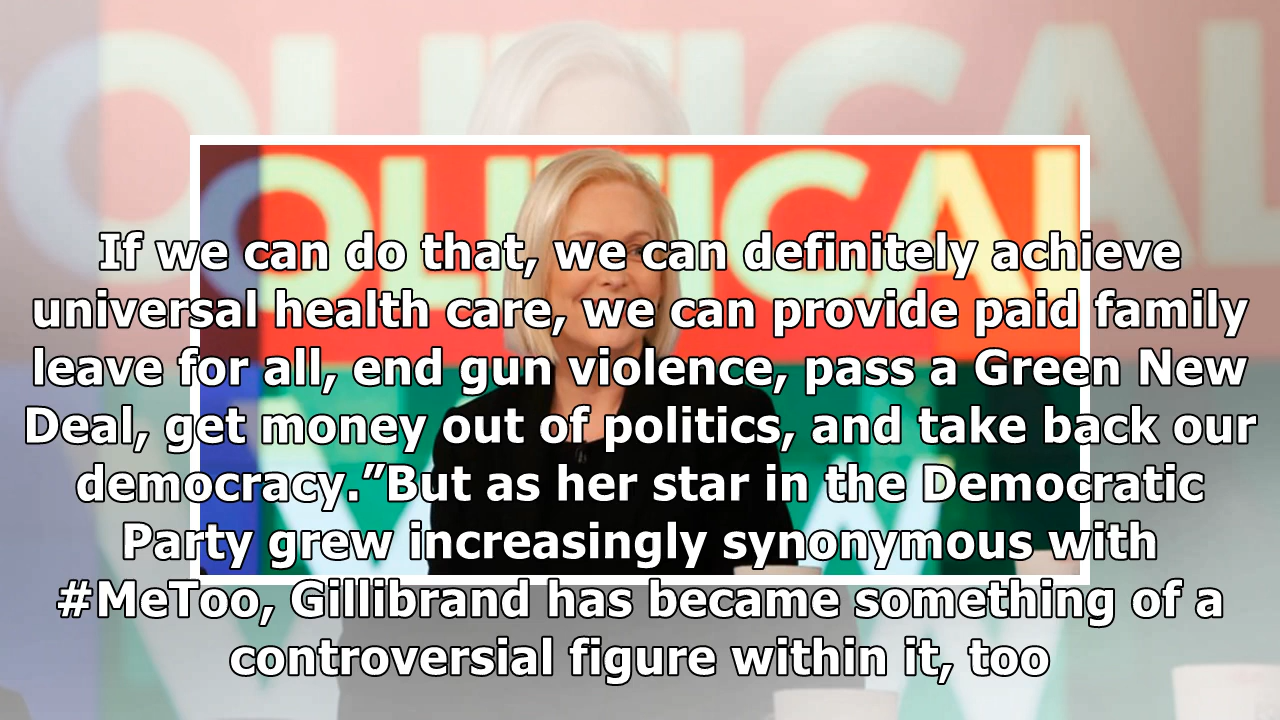 POLITICAL
If we can do that, we can definitely achieve
universal health care, we can provide paid family
leave for all, end gun violence, pass a Green New
Deal, get money out of politics, and take back our
democracy.”But as her star in the Democratic
Party grew increasingly synonymous with
#MeToo, Gillibrand has became something of a
controversial figure within it, too